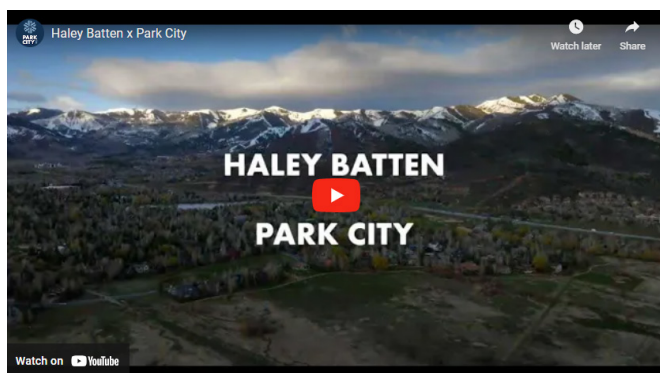 PARK
CITY
Haley Batten x Park City
Watch later
Share
HALEY BATTEN
PARK CITY
Watch on YouTube